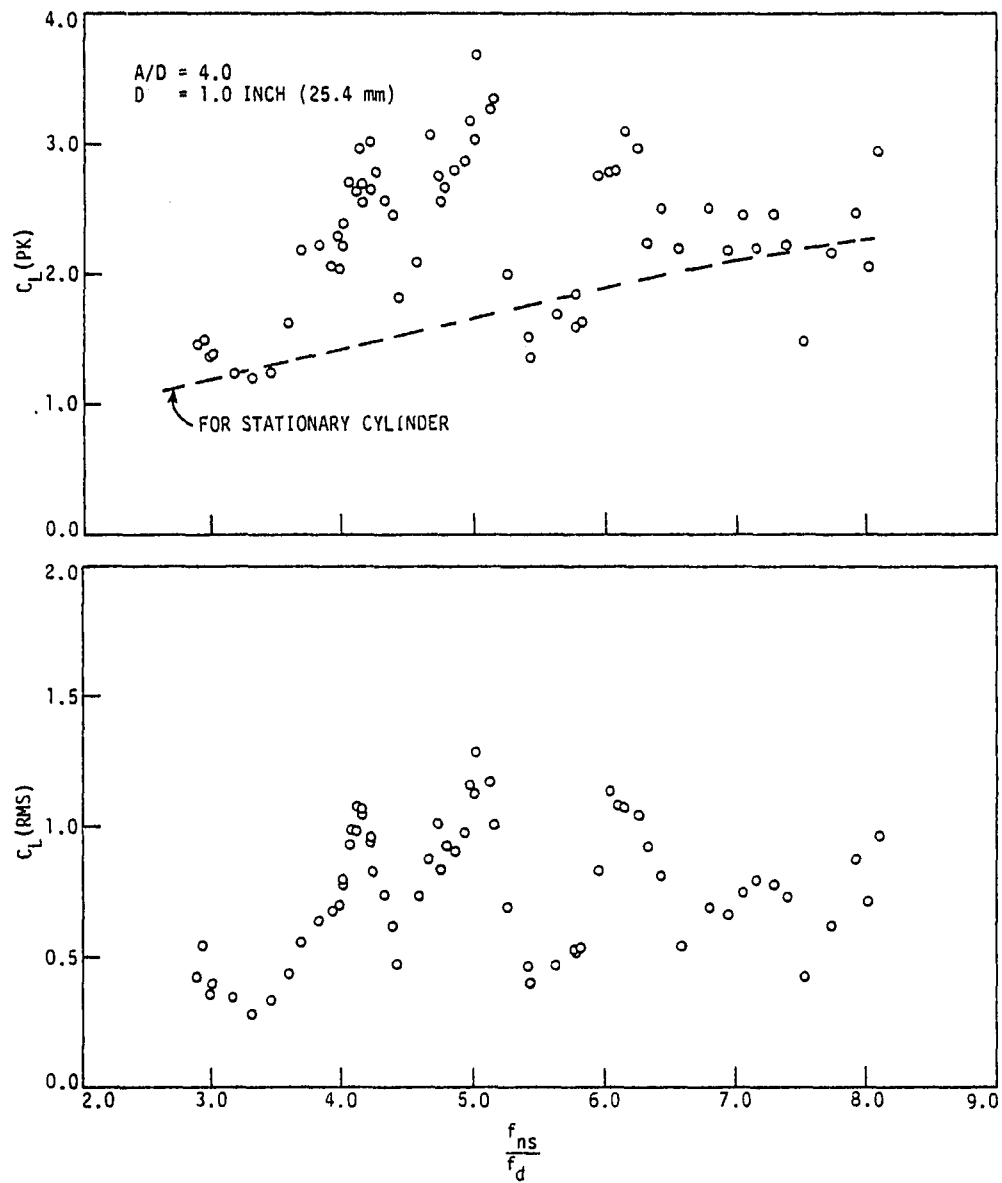 4.0
A/D = 4.0
D = 1.0 INCH (25.4 mm)
3.0
C_L(PK)
2.0
1.0
FOR STATIONARY CYLINDER
0.0
2.0
1.5
C_L(RMS)
1.0
0.5
0.0
2.0 3.0 4.0 5.0 6.0 7.0 8.0 9.0
f_ns
f_d